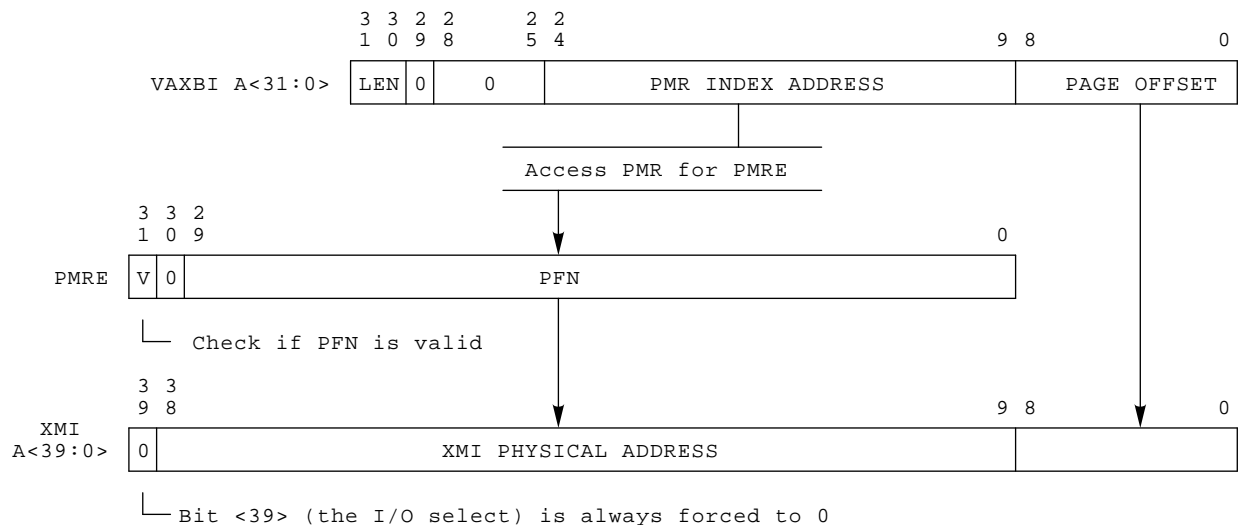 3 3 2 2 2 2
1 0 9 8 5 4 9 8 0
VAXBI A<31:0> LEN 0 0 PMR INDEX ADDRESS PAGE OFFSET
Access PMR for PMRE
3 3 2
1 0 9 0
PMRE V 0 PFN
Check if PFN is valid
3 3
9 8 9 8 0
XMI
A<39:0> 0 XMI PHYSICAL ADDRESS
Bit <39> (the I/O select) is always forced to 0